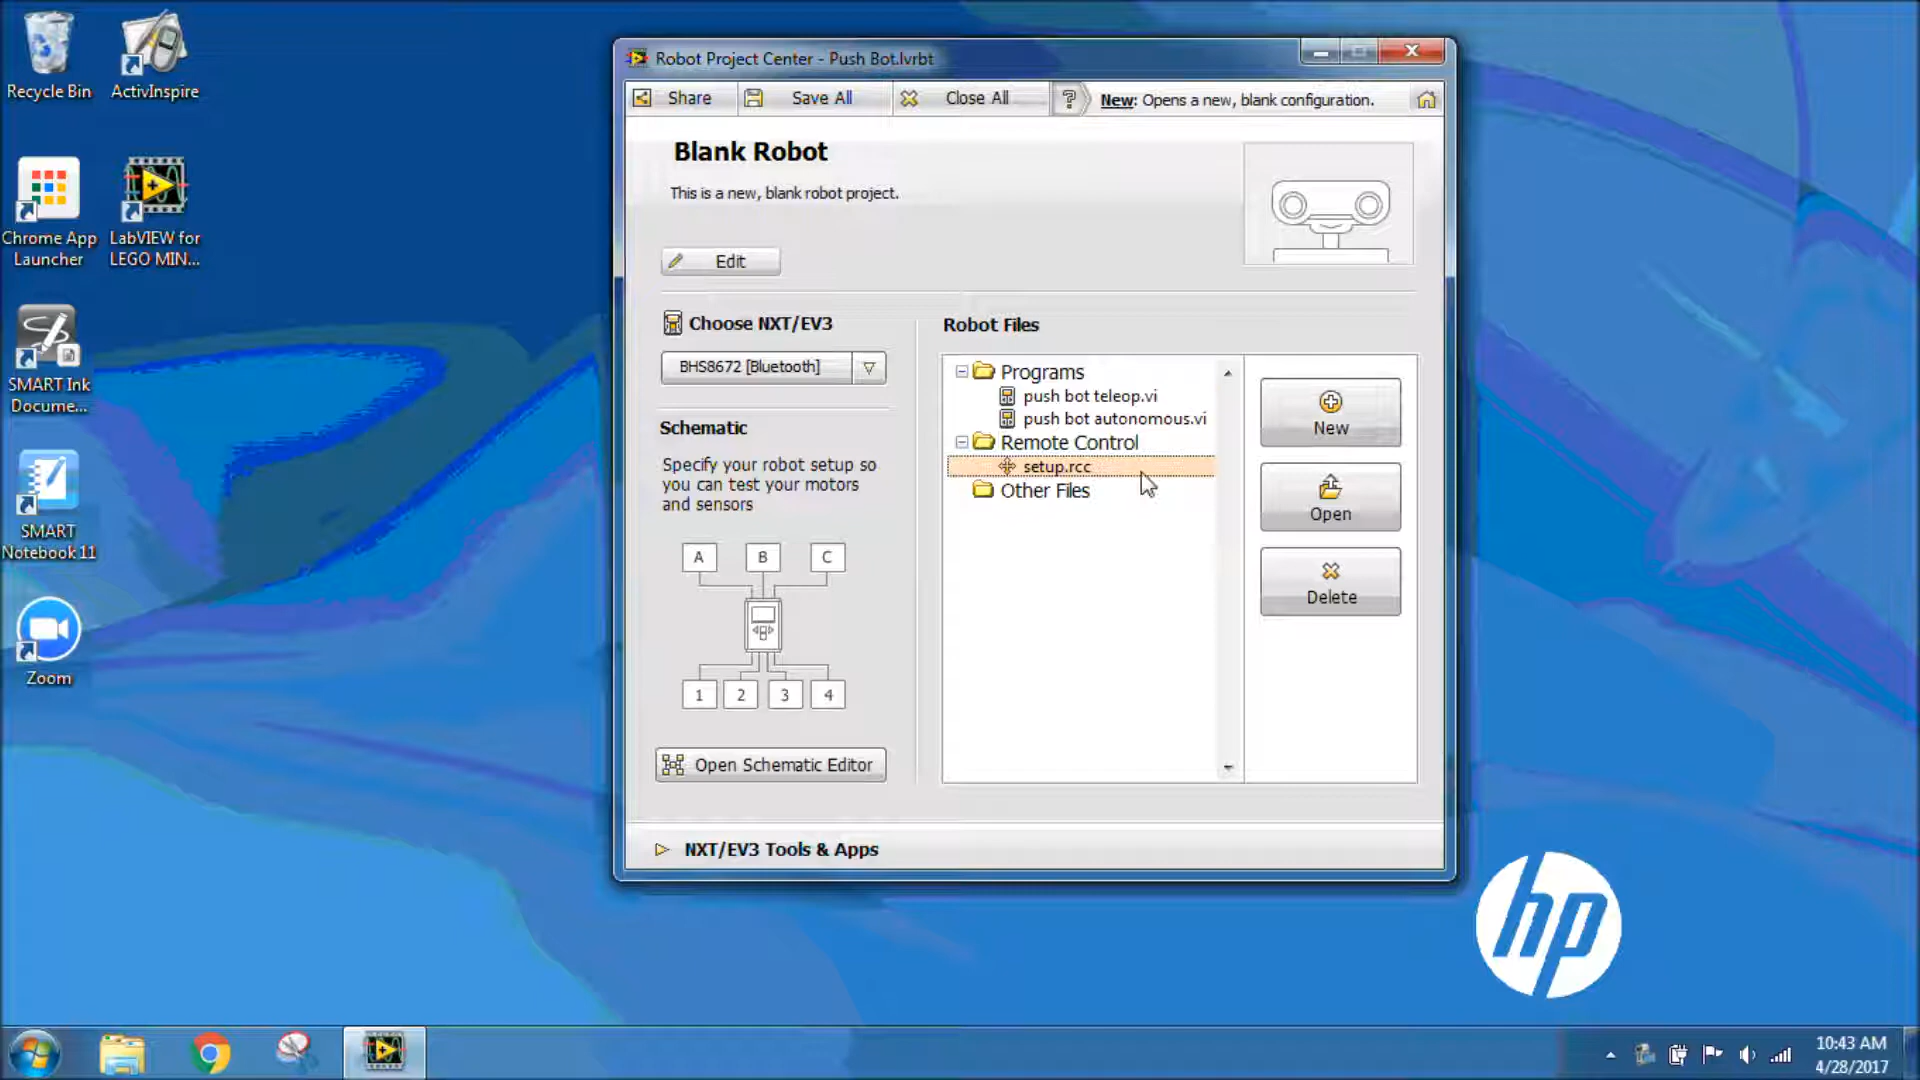 Recycle Bin
ActivInspire
Chrome App
Launcher
LabVIEW for
LEGO MIN...
SMART Ink
Docume...
SMART
Notebook 11
Zoom
Robot Project Center - Push Bot.lvrbt
Share
Save All
Close All
?
New: Opens a new, blank configuration.
Blank Robot
This is a new, blank robot project.
Edit
Choose NXT/EV3
BHS8672 [Bluetooth]
Schematic
Specify your robot setup so
you can test your motors
and sensors
A B C
1 2 3 4
Open Schematic Editor
Robot Files
Programs
push bot teleop.vi
push bot autonomous.vi
Remote Control
setup.rcc
Other Files
New
Open
Delete
NXT/EV3 Tools & Apps
hp
10:43 AM
4/28/2017